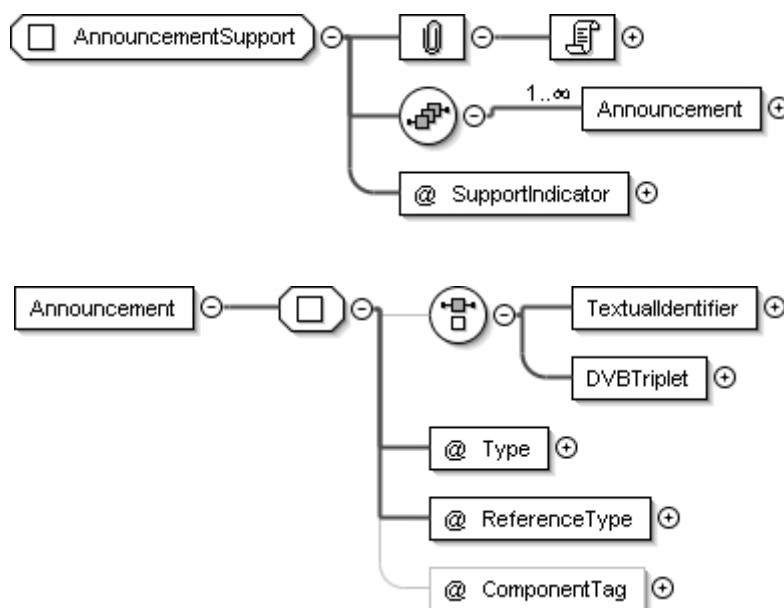 AnnouncementSupport
1..∞
Announcement
@ SupportIndicator
Announcement
TextualIdentifier
DVBTriplet
@ Type
@ ReferenceType
@ ComponentTag